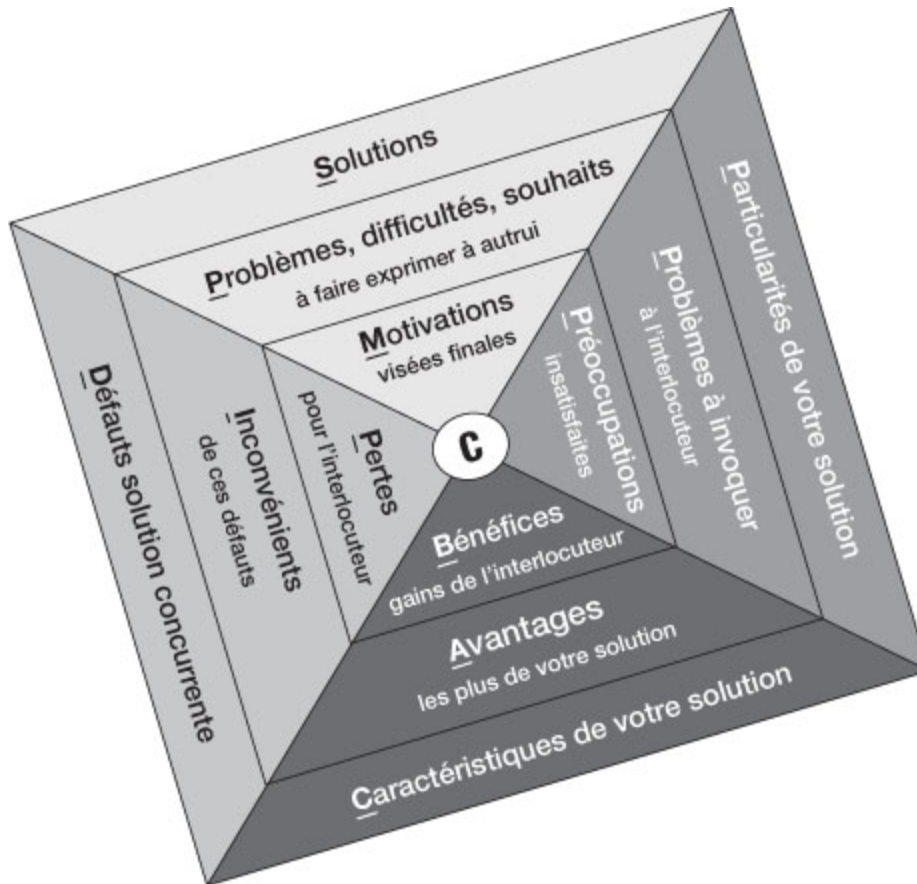 Solutions
Problèmes, difficultés, souhaits
à faire exprimer à autrui
Motivations
visées finales
Particularités de votre solution
Problèmes à invoquer
à l'interlocuteur
Préoccupations
insatisfaites
C
Défauts solution concurrente
Inconvénients
de ces défauts
Pertes
pour l'interlocuteur
Bénéfices
gains de l'interlocuteur
Avantages
les plus de votre solution
Caractéristiques de votre solution